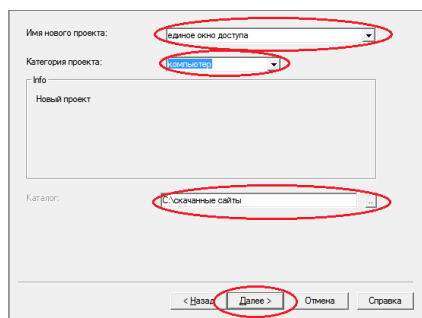 Имя нового проекта: единое окно доступа
Категория проекта: компьютер
Info
Новый проект
Каталог: C:\скачанные сайты ..
< Назад Далее > Отмена Справка